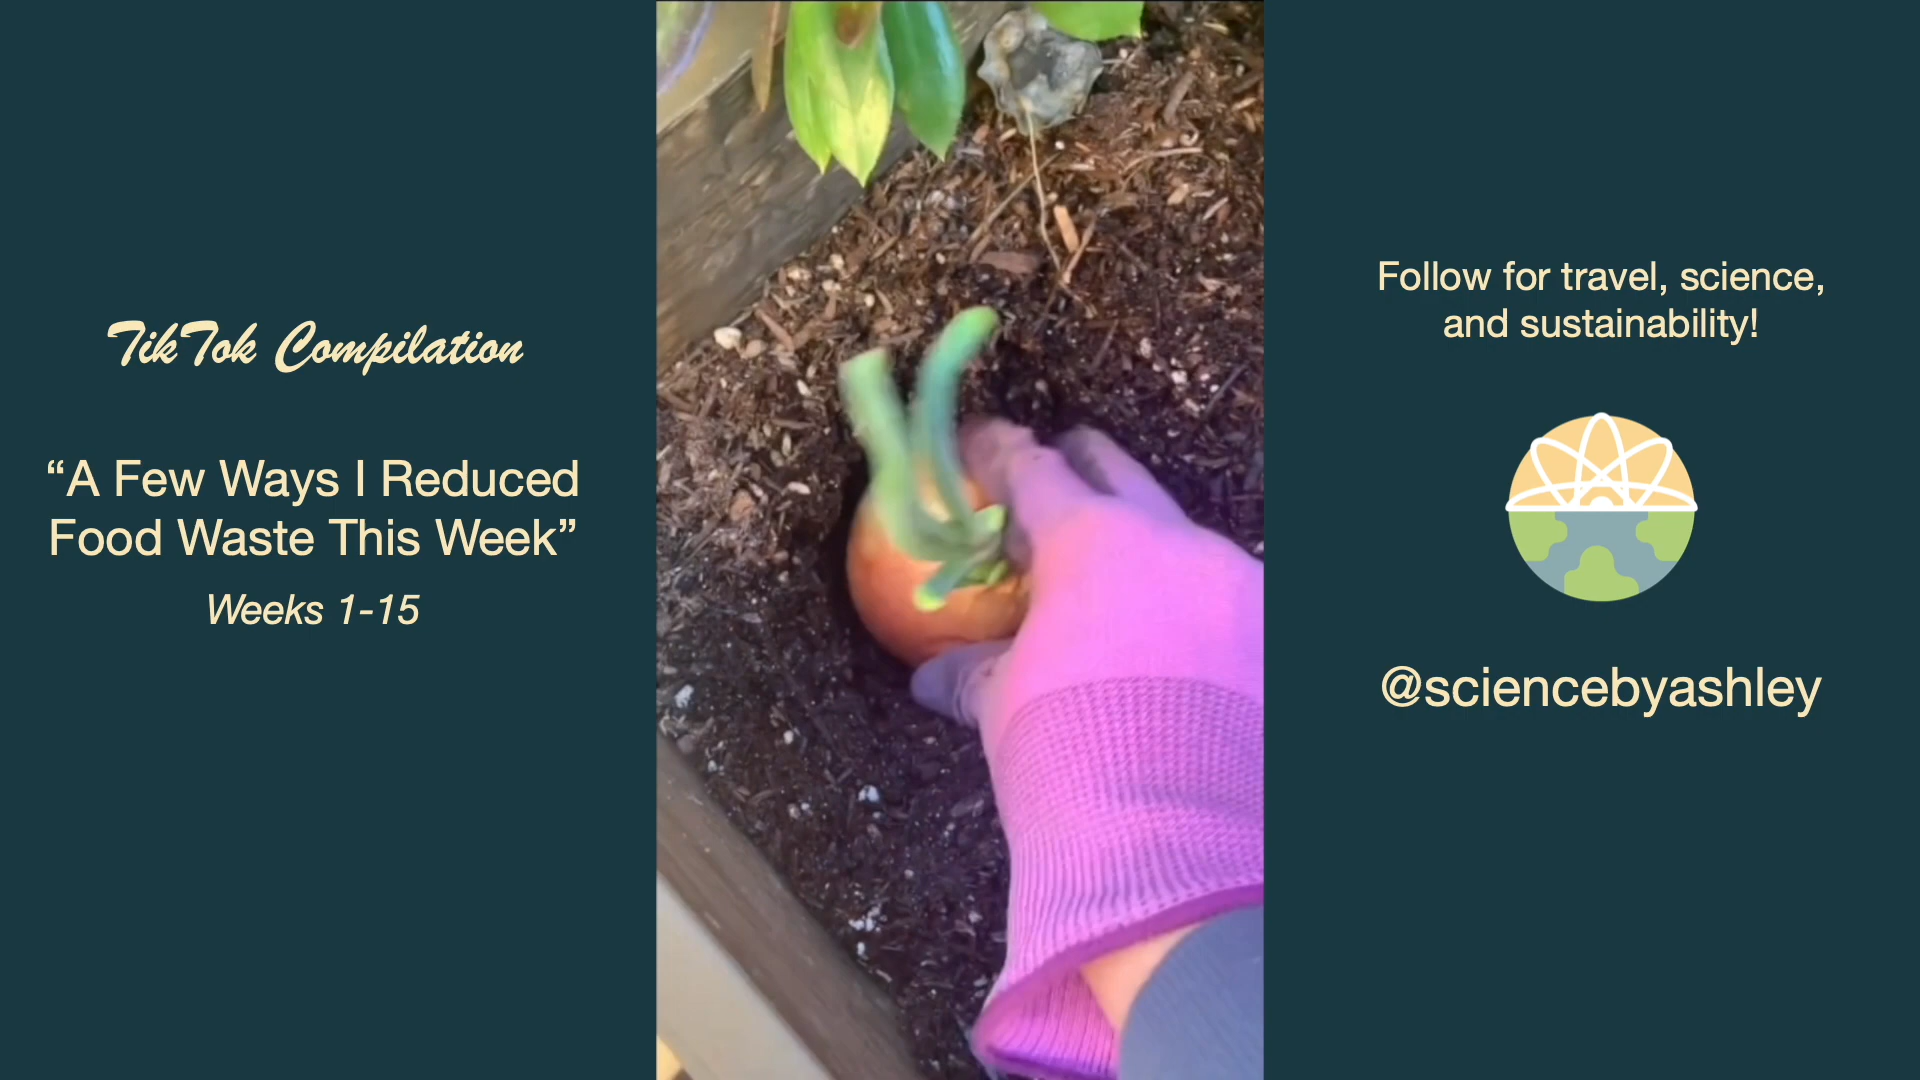 TikTok Compilation
“A Few Ways I Reduced
Food Waste This Week”
Weeks 1-15
Follow for travel, science,
and sustainability!
@sciencebyashley